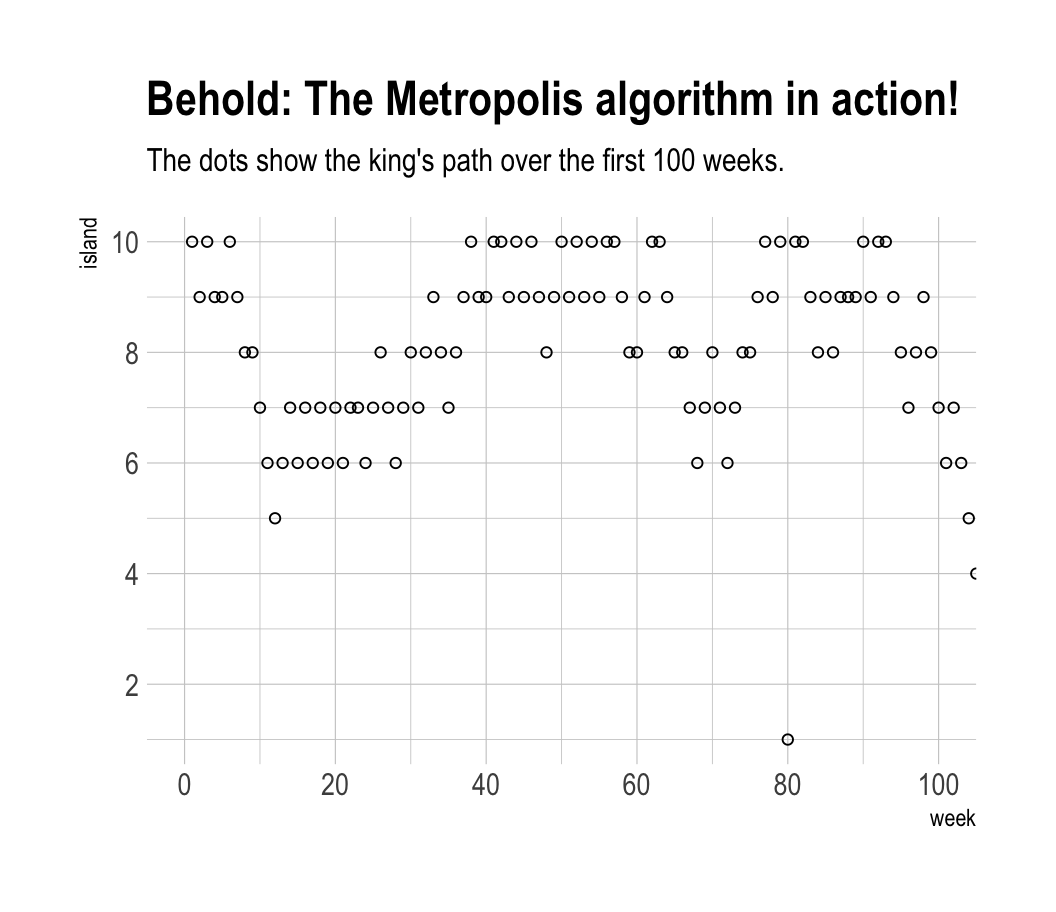 Behold: The Metropolis algorithm in action!
The dots show the king's path over the first 100 weeks.
island
10
8
6
4
2
0 20 40 60 80 100
week